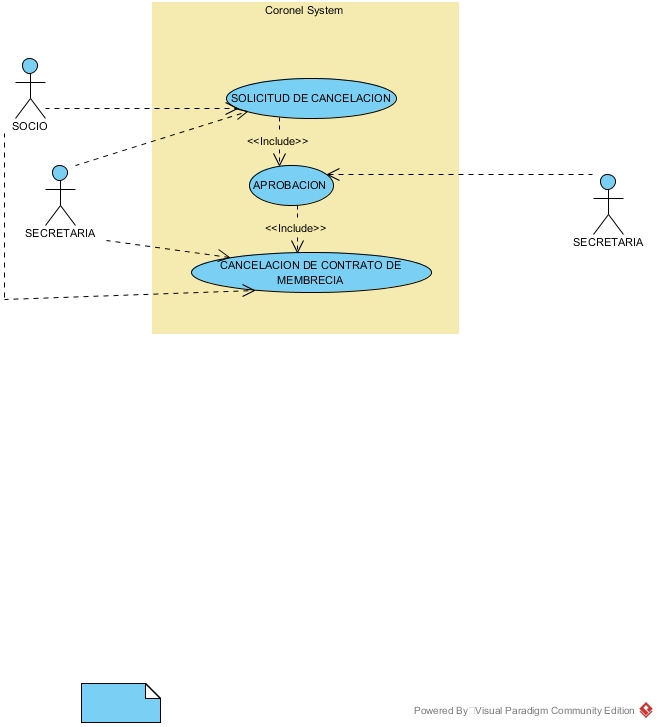 Coronel System
SOCIO
SOLICITUD DE CANCELACION
<<Include>>
SECRETARIA
APROBACION
SECRETARIA
<<Include>>
CANCELACION DE CONTRATO DE
MEMBRECIA
Powered By Visual Paradigm Community Edition